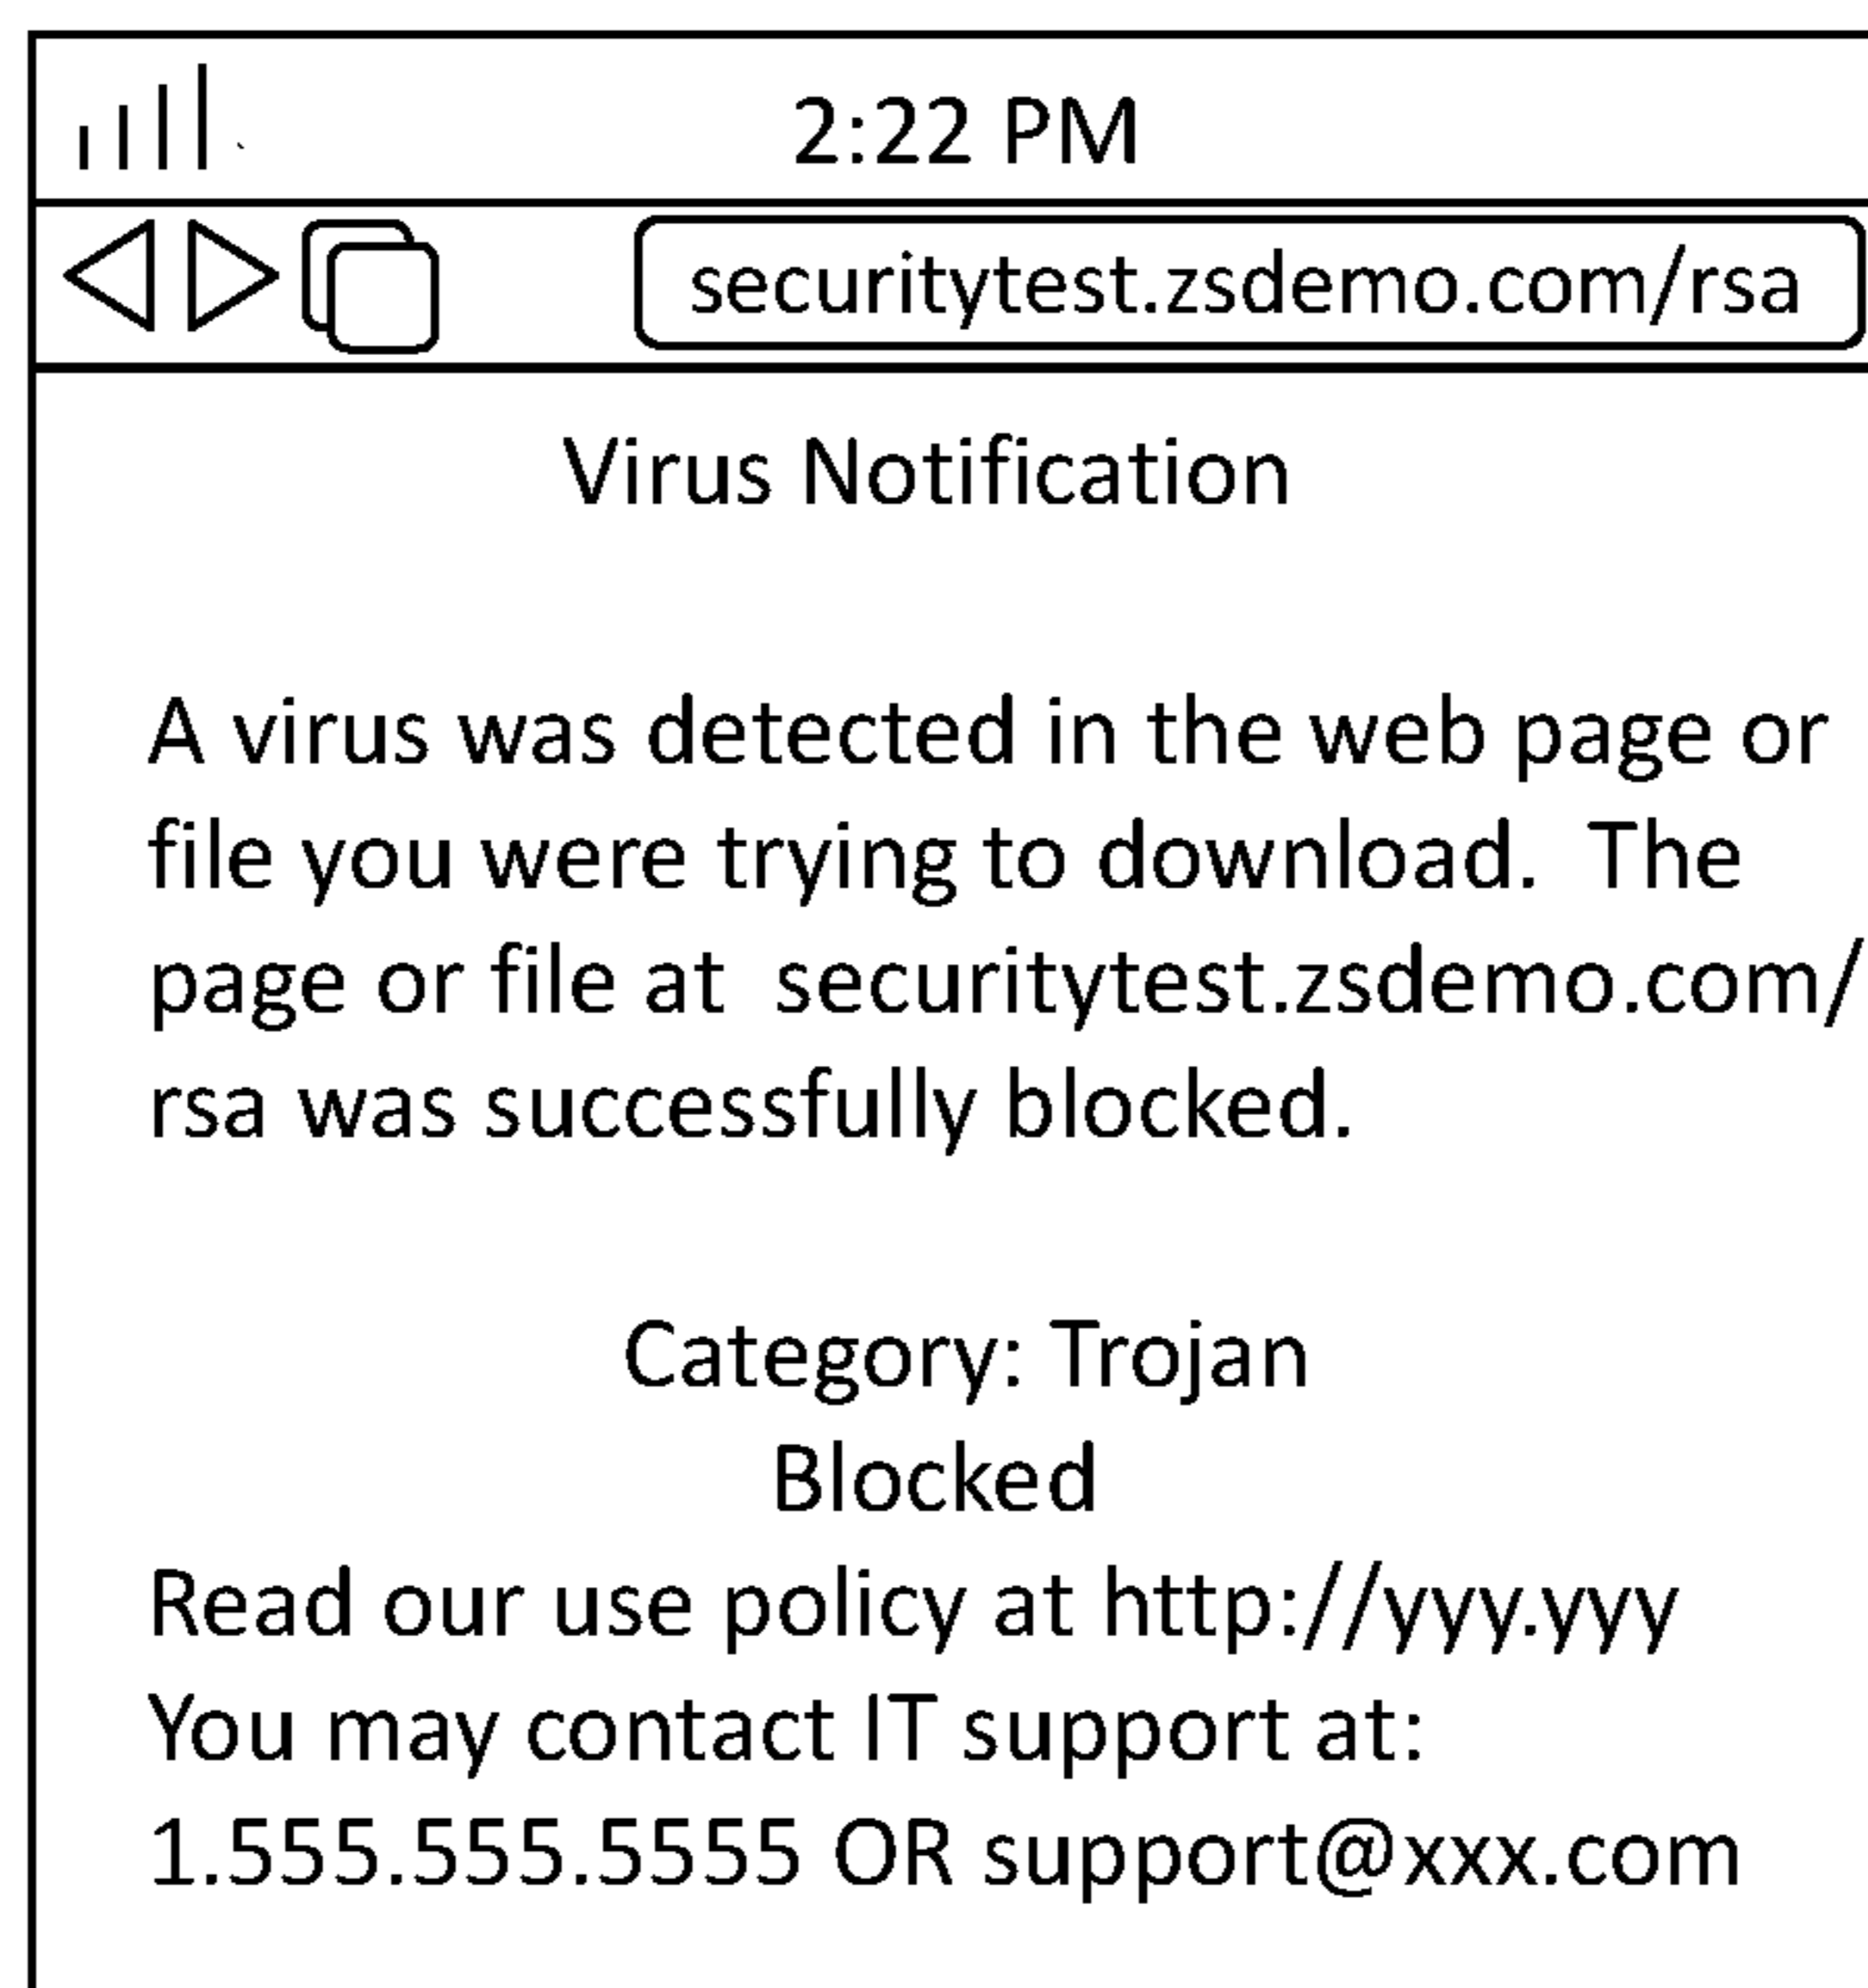 2:22 PM
securitytest.zsdemo.com/rsa
Virus Notification
A virus was detected in the web page or
file you were trying to download.  The
page or file at  securitytest.zsdemo.com/
rsa was successfully blocked.
Category: Trojan
Blocked
Read our use policy at http://yyy.yyy
You may contact IT support at:
1.555.555.5555 OR support@xxx.com